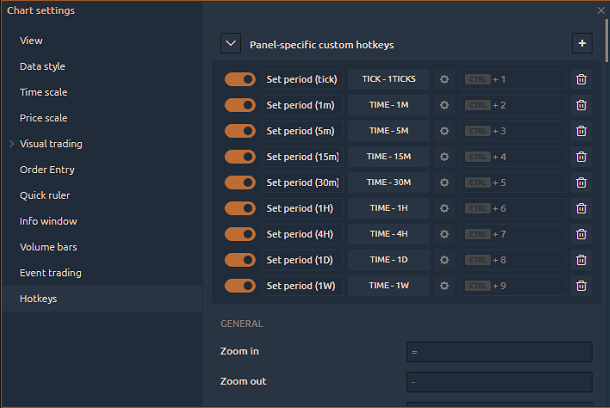 Chart settings
View
Data style
Time scale
Price scale
Visual trading
Order Entry
Quick ruler
Info window
Volume bars
Event trading
Hotkeys
Panel-specific custom hotkeys
Set period (tick) TICK - 1TICKS CTRL + 1
Set period (1m) TIME - 1M CTRL + 2
Set period (5m) TIME - 5M CTRL + 3
Set period (15m) TIME - 15M CTRL + 4
Set period (30m) TIME - 30M CTRL + 5
Set period (1H) TIME - 1H CTRL + 6
Set period (4H) TIME - 4H CTRL + 7
Set period (1D) TIME - 1D CTRL + 8
Set period (1W) TIME - 1W CTRL + 9
GENERAL
Zoom in =
Zoom out -